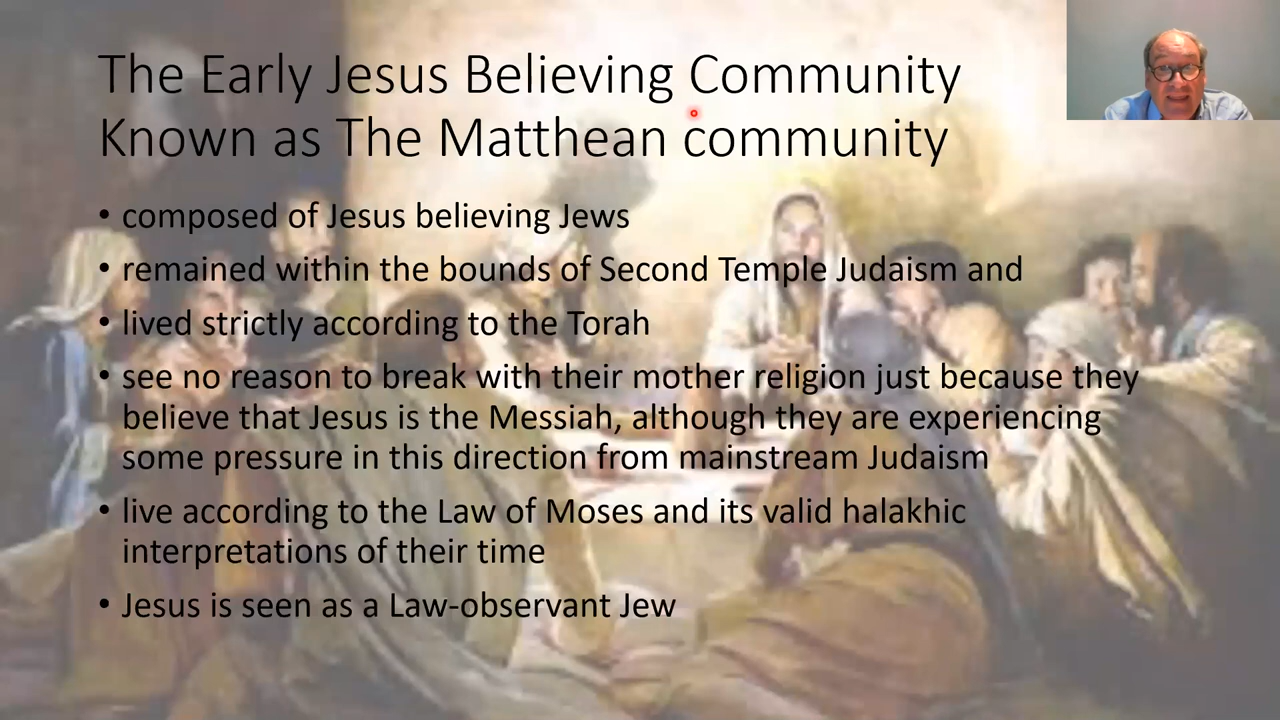 The Early Jesus Believing Community
Known as The Matthean community
• composed of Jesus believing Jews
• remained within the bounds of Second Temple Judaism and
• lived strictly according to the Torah
• see no reason to break with their mother religion just because they
believe that Jesus is the Messiah, although they are experiencing
some pressure in this direction from mainstream Judaism
• live according to the Law of Moses and its valid halakhic
interpretations of their time
• Jesus is seen as a Law-observant Jew